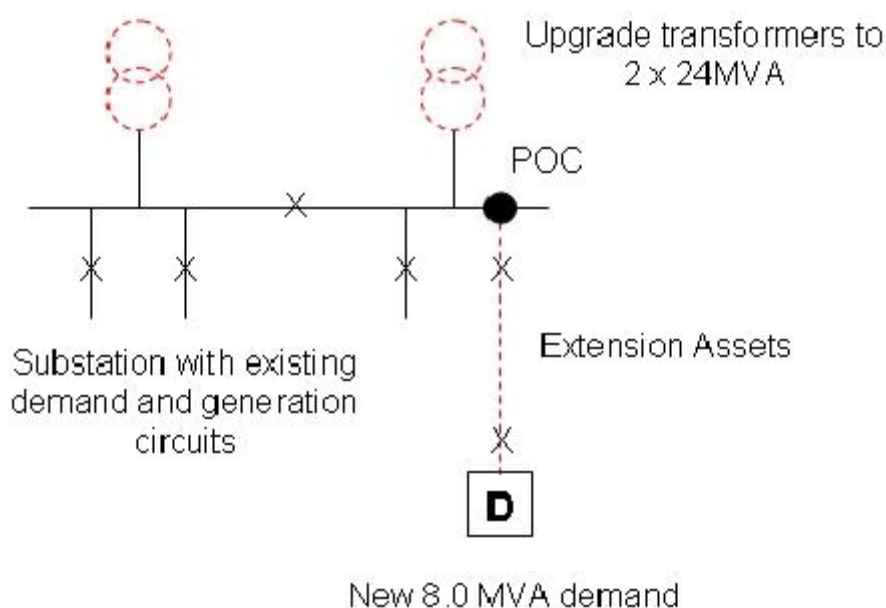 Upgrade transformers to
2 x 24MVA
POC
Substation with existing
demand and generation
circuits
Extension Assets
D
New 8.0 MVA demand